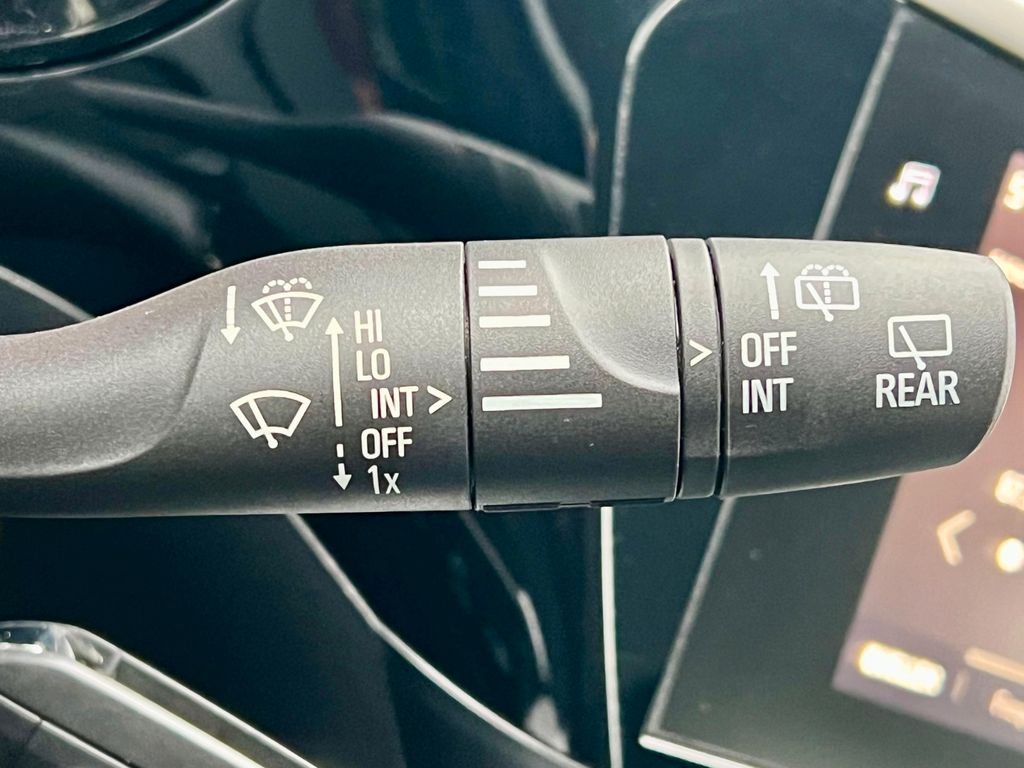 HI
LO
INT >
OFF
1x
>
OFF
INT
REAR